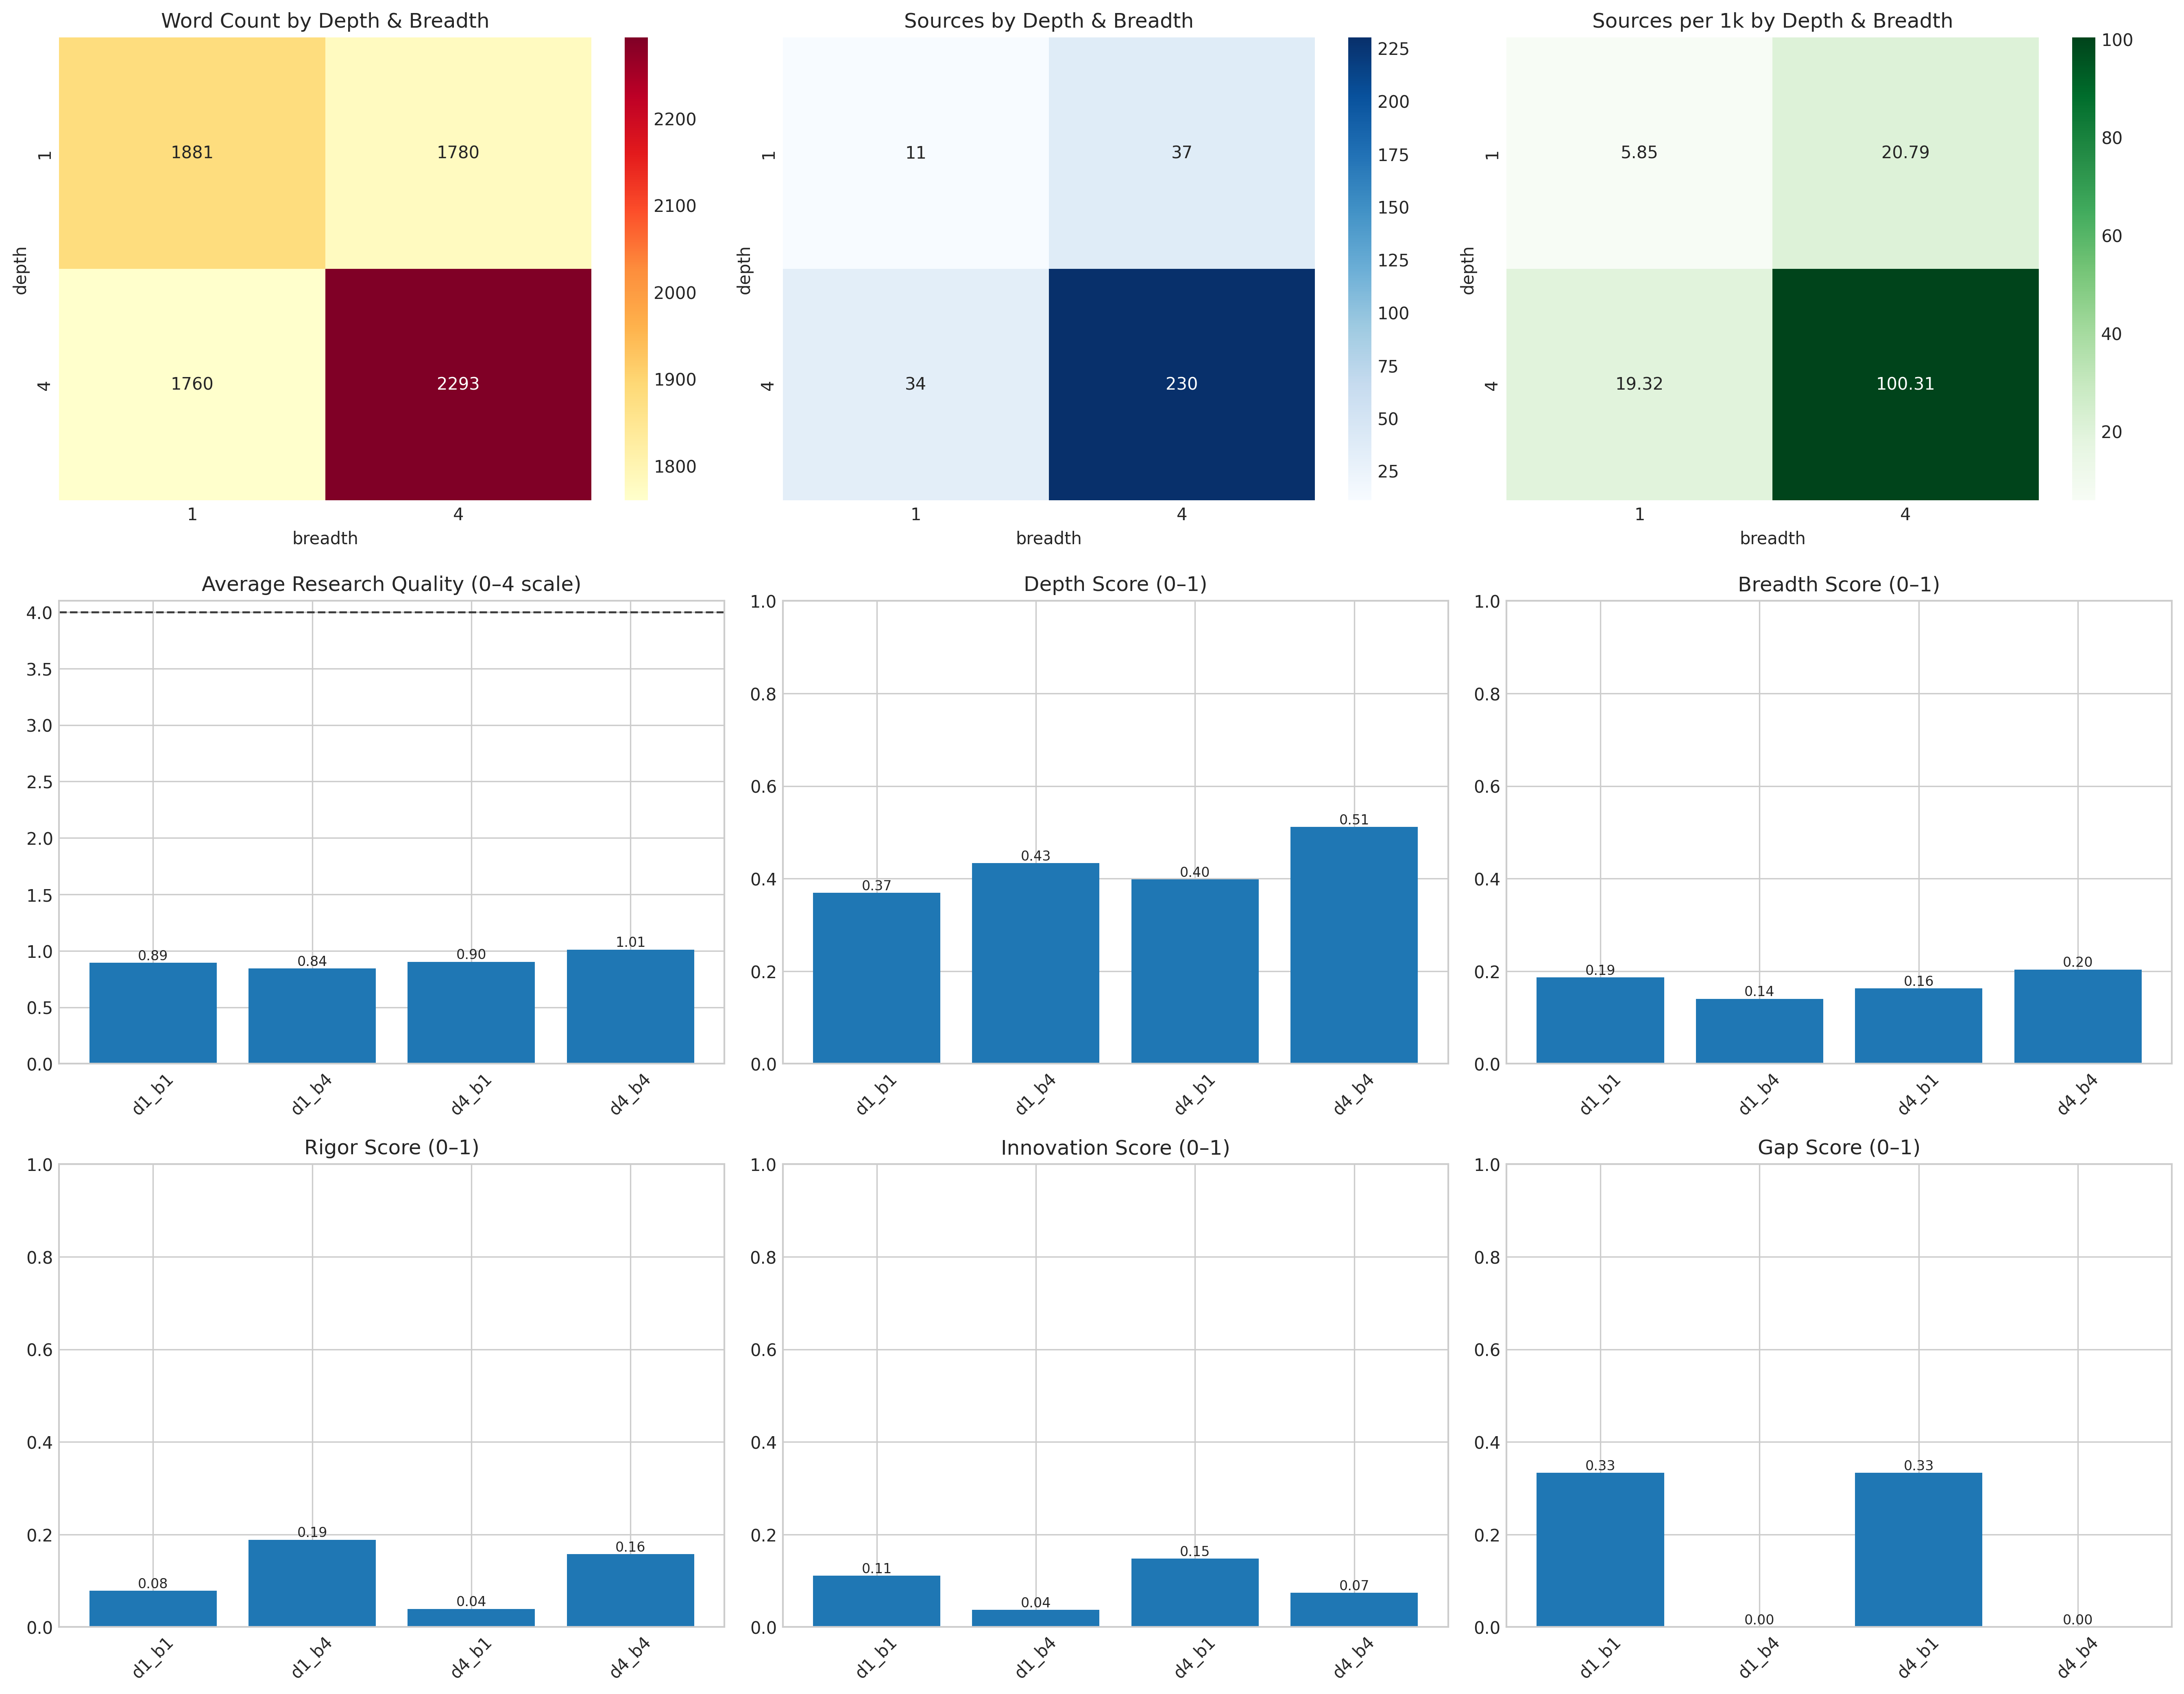 Word Count by Depth & Breadth
1881
1780
1760
2293
1
4
depth
1
4
breadth
2200
2100
2000
1900
1800
Sources by Depth & Breadth
11
37
34
230
1
4
depth
1
4
breadth
225
200
175
150
125
100
75
50
25
Sources per 1k by Depth & Breadth
5.85
20.79
19.32
100.31
1
4
depth
1
4
breadth
100
80
60
40
20
Average Research Quality (0–4 scale)
4.0
3.5
3.0
2.5
2.0
1.5
1.0
0.5
0.0
0.89
0.84
0.90
1.01
d1_b1
d1_b4
d4_b1
d4_b4
Depth Score (0–1)
1.0
0.8
0.6
0.4
0.2
0.0
0.37
0.43
0.40
0.51
d1_b1
d1_b4
d4_b1
d4_b4
Breadth Score (0–1)
1.0
0.8
0.6
0.4
0.2
0.0
0.19
0.14
0.16
0.20
d1_b1
d1_b4
d4_b1
d4_b4
Rigor Score (0–1)
1.0
0.8
0.6
0.4
0.2
0.0
0.08
0.19
0.04
0.16
d1_b1
d1_b4
d4_b1
d4_b4
Innovation Score (0–1)
1.0
0.8
0.6
0.4
0.2
0.0
0.11
0.04
0.15
0.07
d1_b1
d1_b4
d4_b1
d4_b4
Gap Score (0–1)
1.0
0.8
0.6
0.4
0.2
0.0
0.33
0.00
0.33
0.00
d1_b1
d1_b4
d4_b1
d4_b4